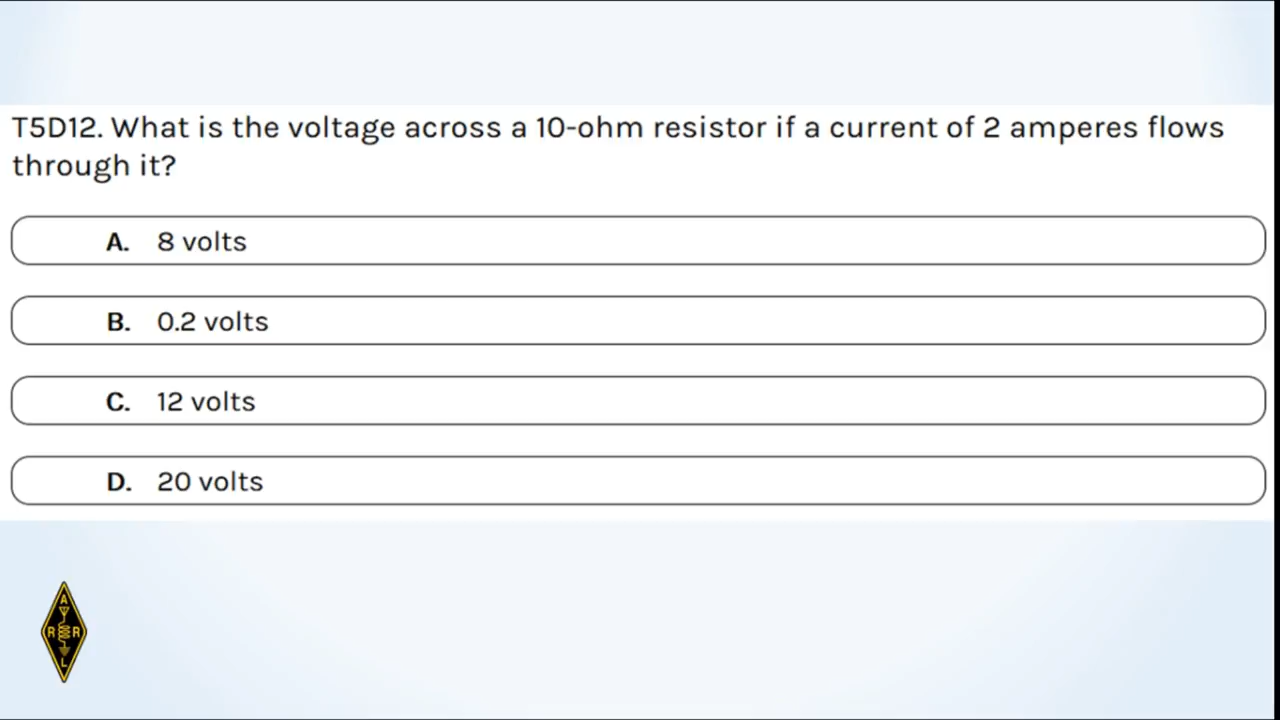 T5D12. What is the voltage across a 10-ohm resistor if a current of 2 amperes flows
through it?
A. 8 volts
B. 0.2 volts
C. 12 volts
D. 20 volts
A
R R
L